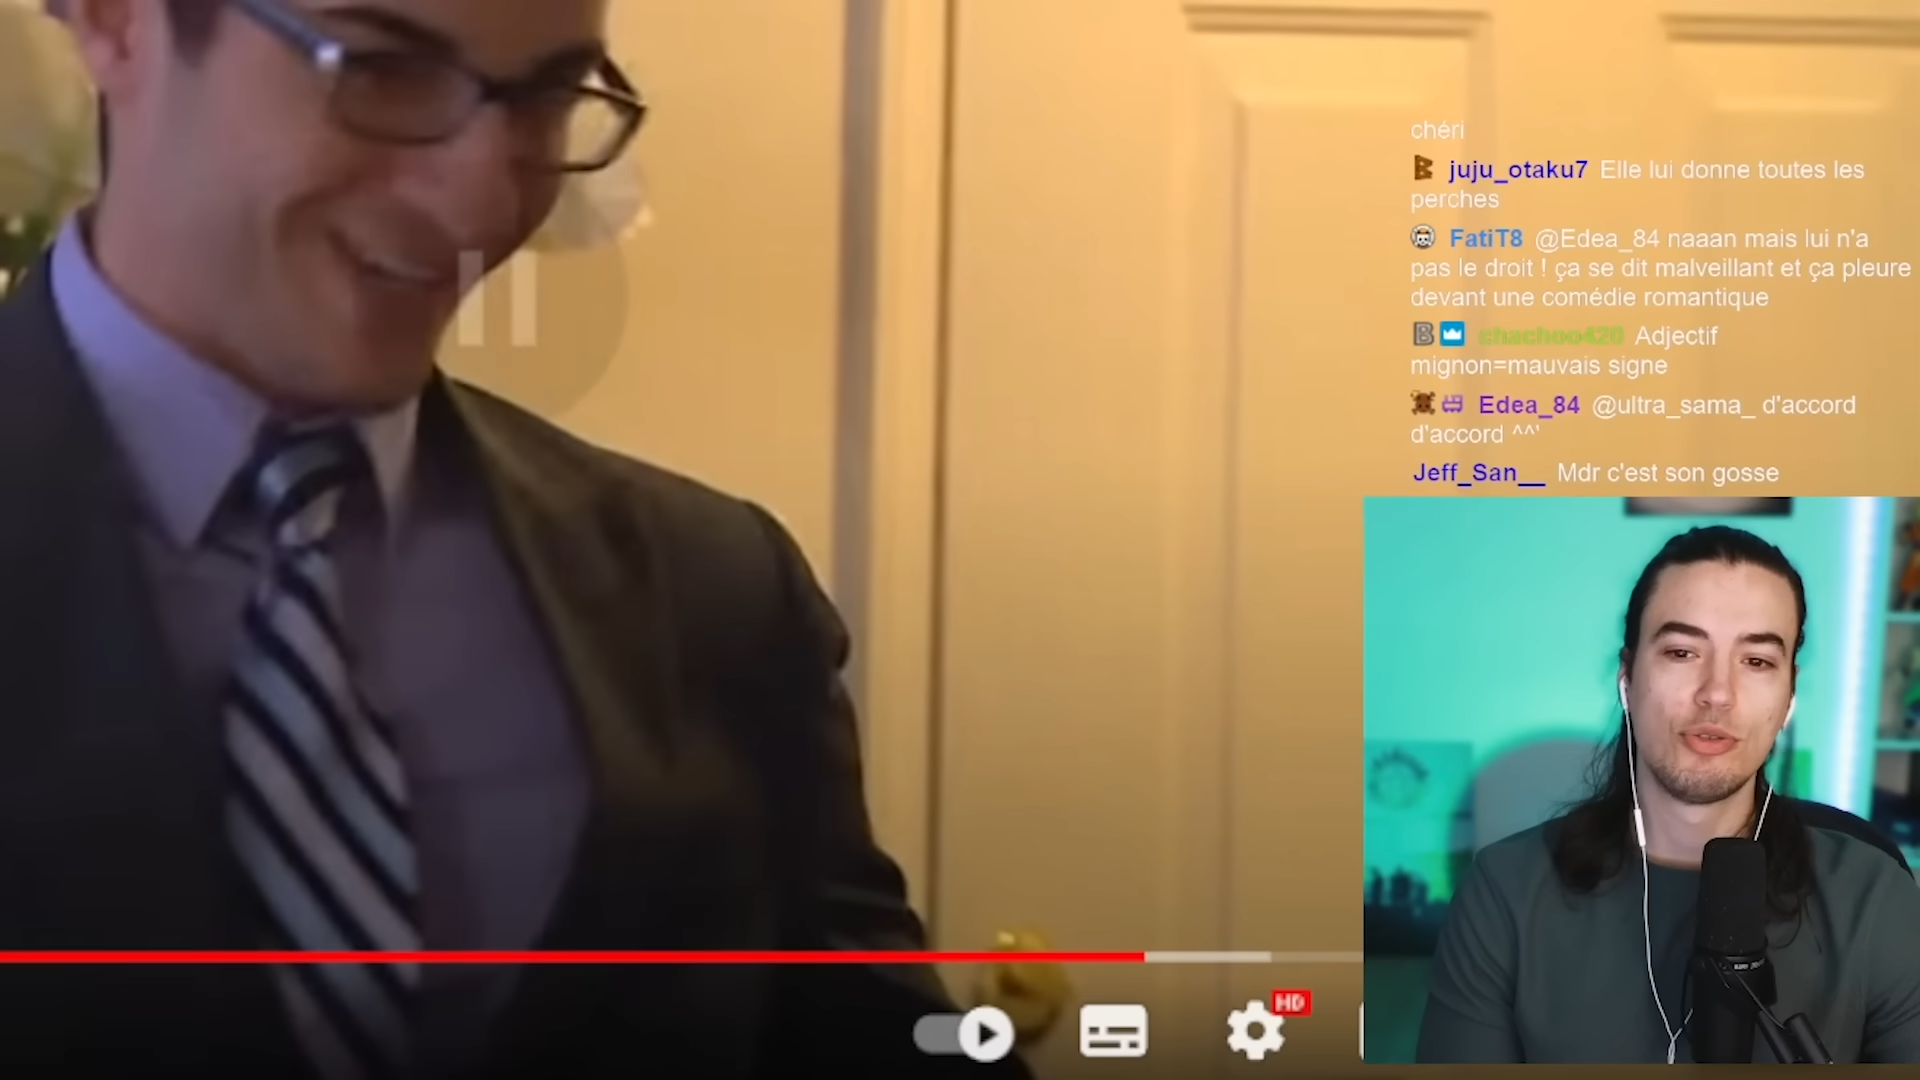 chéri
juju_otaku7 Elle lui donne toutes les
perches
FatiT8 @Edea_84 naaan mais lui n'a
pas le droit ! ça se dit malveillant et ça pleure
devant une comédie romantique
chachoo420 Adjectif
mignon=mauvais signe
Edea_84 @ultra_sama_ d'accord
d'accord ^^'
Jeff_San__ Mdr c'est son gosse
HD